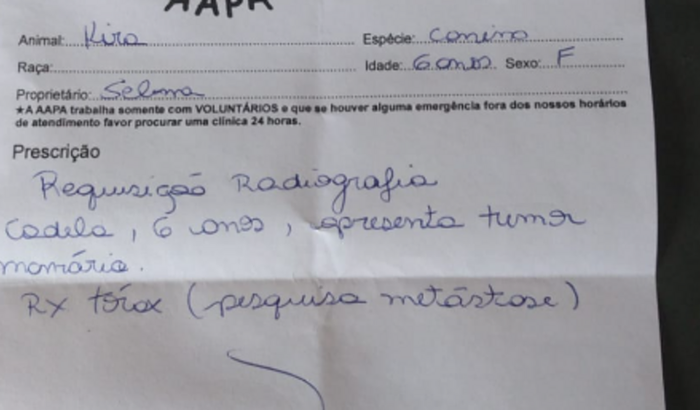 AAPA
Animal: Kira Espécie: Canina
Raça: Idade: 6 anos Sexo: F
Proprietário: Selma
★A AAPA trabalha somente com VOLUNTÁRIOS e que se houver alguma emergência fora dos nossos horários
de atendimento favor procurar uma clínica 24 horas.
Prescrição
Requisição Radiografia
Cadela, 6 anos, apresenta tumor
mamária.
RX tórax (pesquisa metástase)